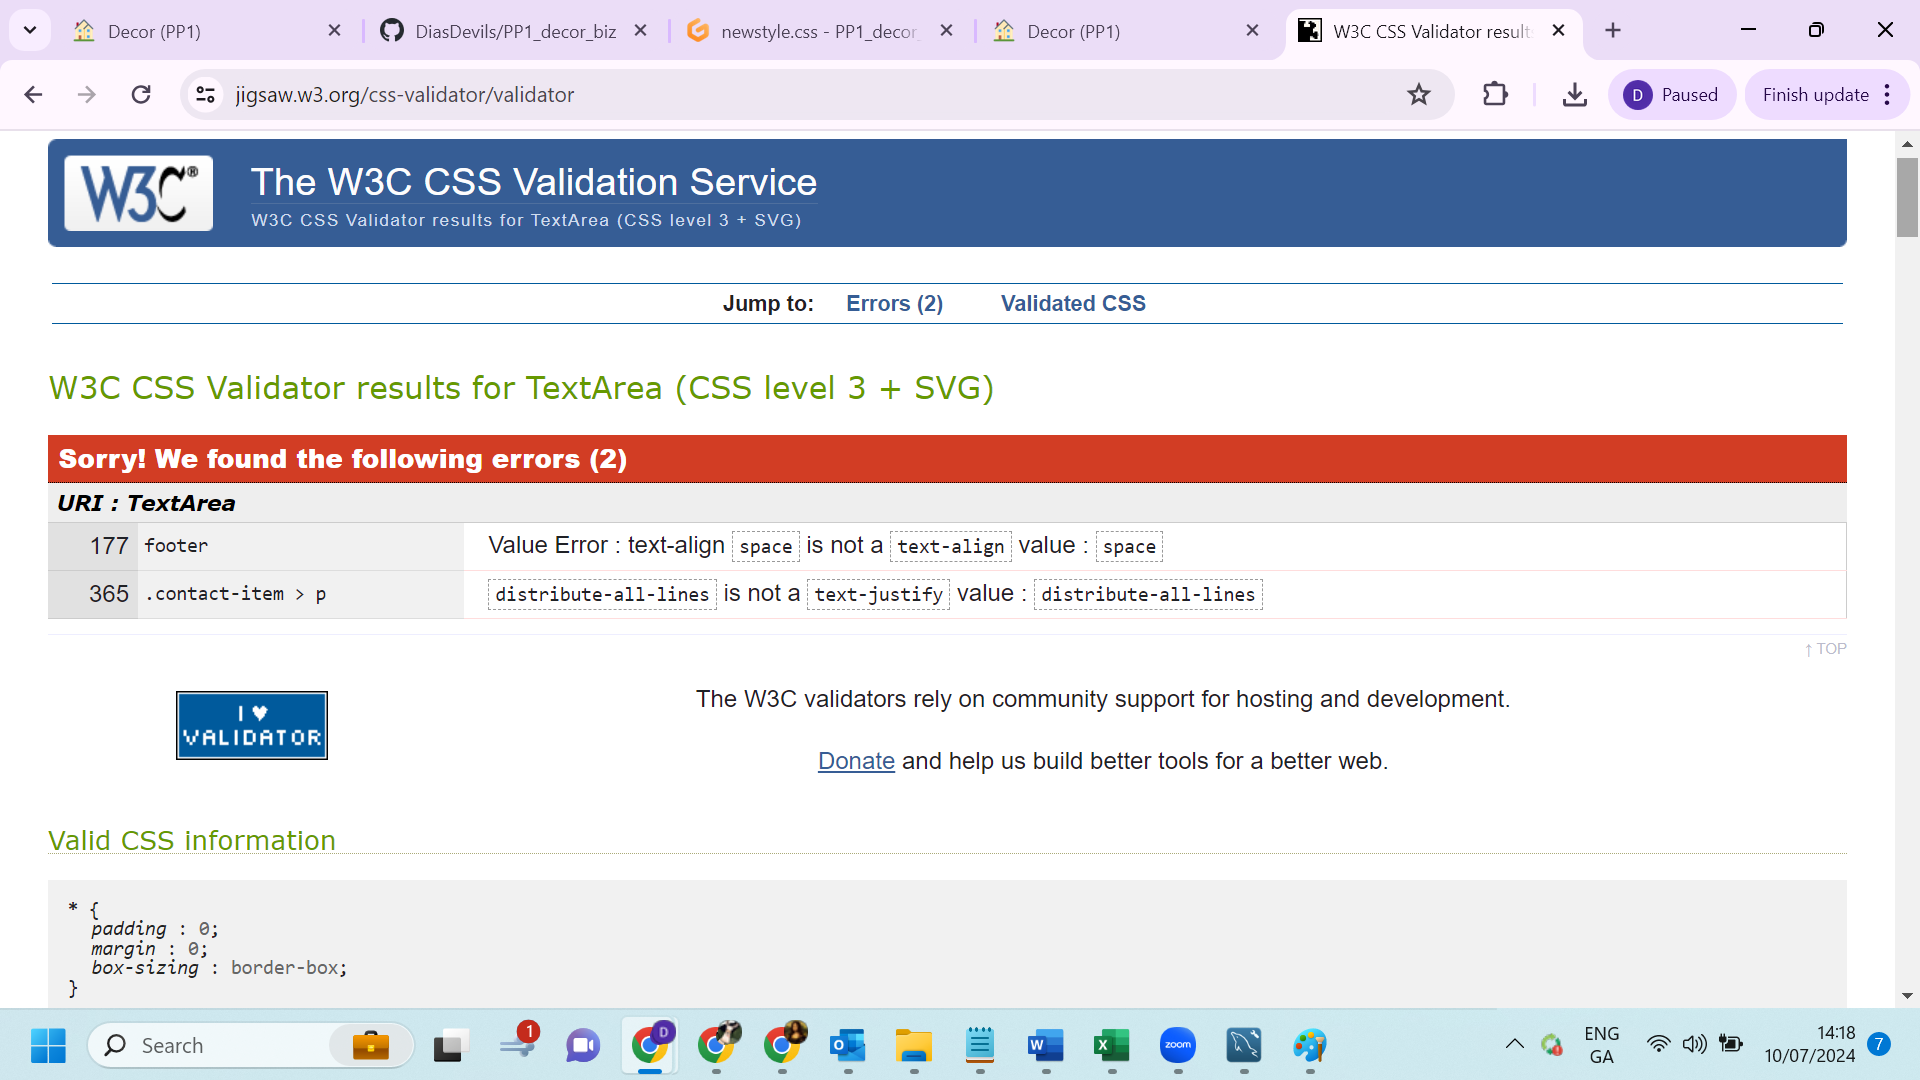 Decor (PP1)
DiasDevils/PP1_decor_biz
newstyle.css - PP1_decor_
Decor (PP1)
W3C CSS Validator results
jigsaw.w3.org/css-validator/validator
D
Paused
Finish update
W3C®
The W3C CSS Validation Service
W3C CSS Validator results for TextArea (CSS level 3 + SVG)
Jump to: Errors (2) Validated CSS
W3C CSS Validator results for TextArea (CSS level 3 + SVG)
Sorry! We found the following errors (2)
URI : TextArea
177 footer Value Error : text-align space is not a text-align value : space
365 .contact-item > p distribute-all-lines is not a text-justify value : distribute-all-lines
↑ TOP
I ♥
VALIDATOR
The W3C validators rely on community support for hosting and development.
Donate and help us build better tools for a better web.
Valid CSS information
* {
padding : 0;
margin : 0;
box-sizing : border-box;
}
Search
1
D
O
W
X
zoom
ENG
GA
14:18
10/07/2024
7